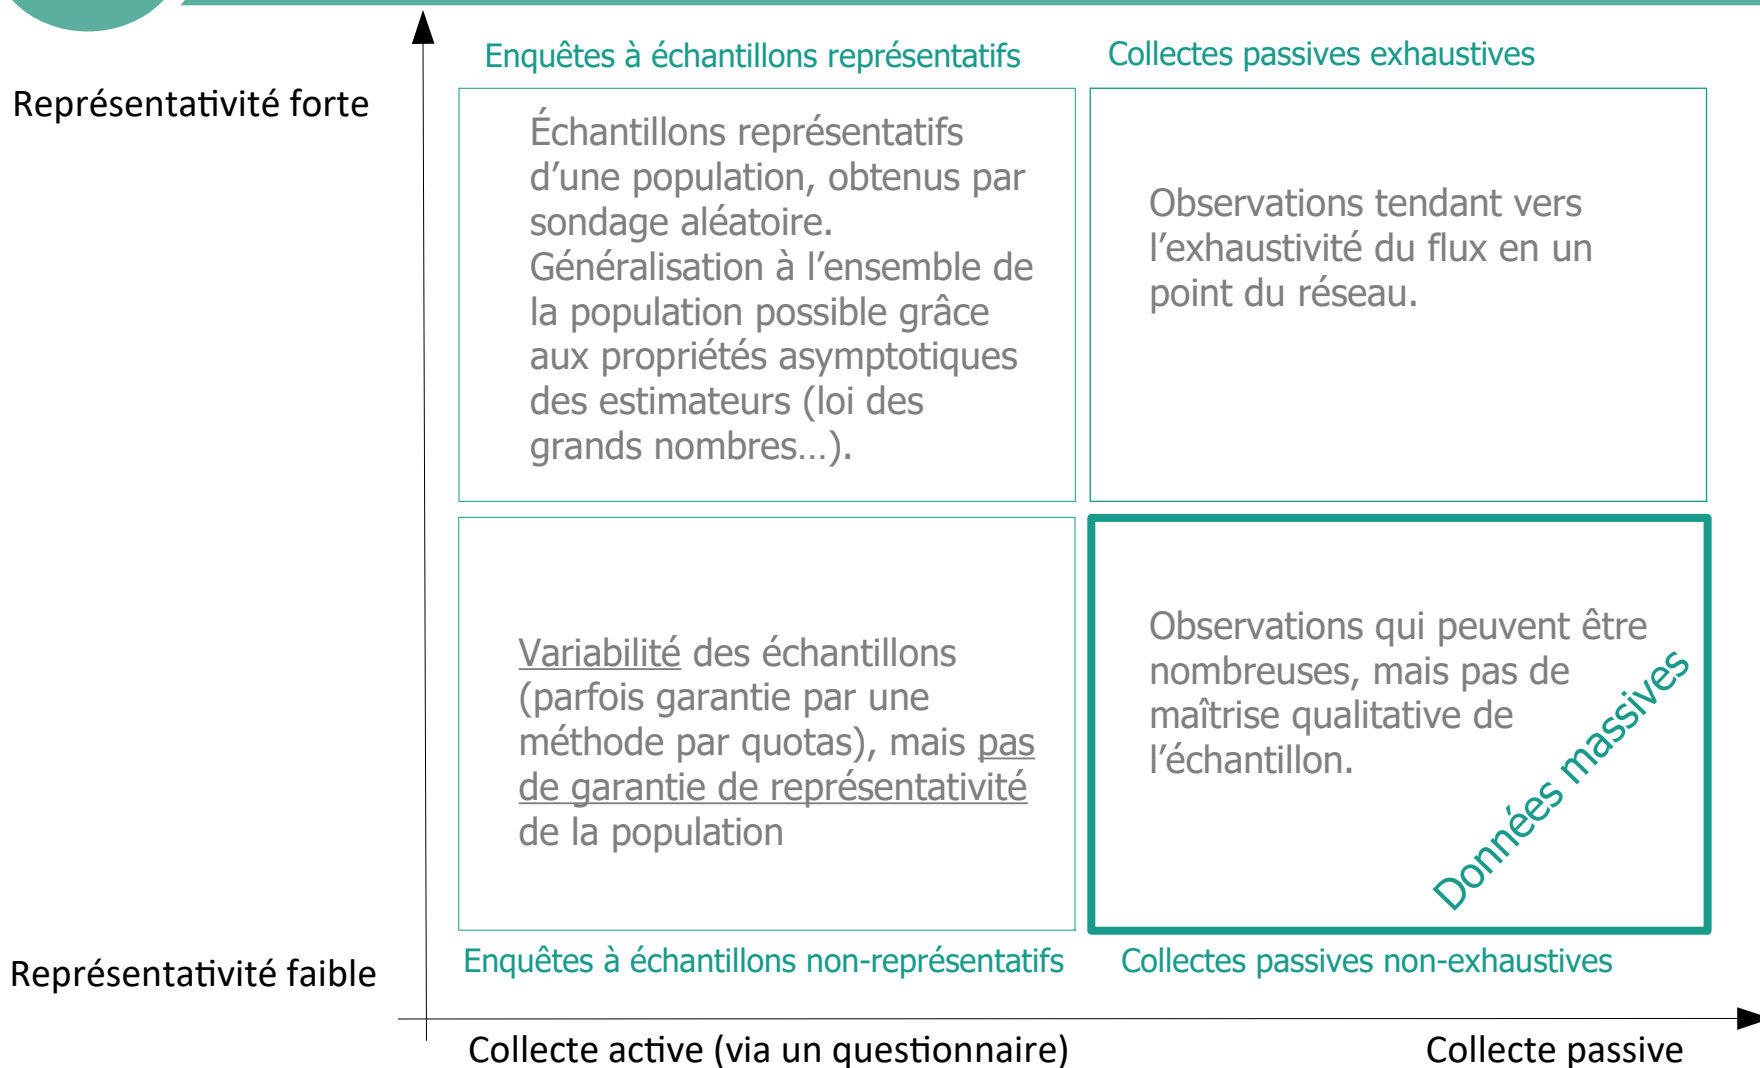 Enquêtes à échantillons représentatifs
Collectes passives exhaustives
Représentativité forte
Échantillons représentatifs
d’une population, obtenus par
sondage aléatoire.
Généralisation à l’ensemble de
la population possible grâce
aux propriétés asymptotiques
des estimateurs (loi des
grands nombres…).
Observations tendant vers
l’exhaustivité du flux en un
point du réseau.
Variabilité des échantillons
(parfois garantie par une
méthode par quotas), mais pas
de garantie de représentativité
de la population
Observations qui peuvent être
nombreuses, mais pas de
maîtrise qualitative de
l’échantillon.
Données massives
Représentativité faible
Enquêtes à échantillons non-représentatifs
Collectes passives non-exhaustives
Collecte active (via un questionnaire)
Collecte passive